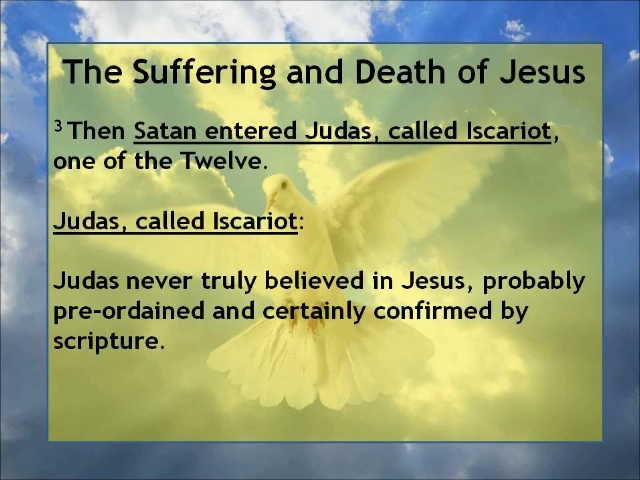 The Suffering and Death of Jesus
3 Then Satan entered Judas, called Iscariot,
one of the Twelve.
Judas, called Iscariot:
Judas never truly believed in Jesus, probably
pre-ordained and certainly confirmed by
scripture.